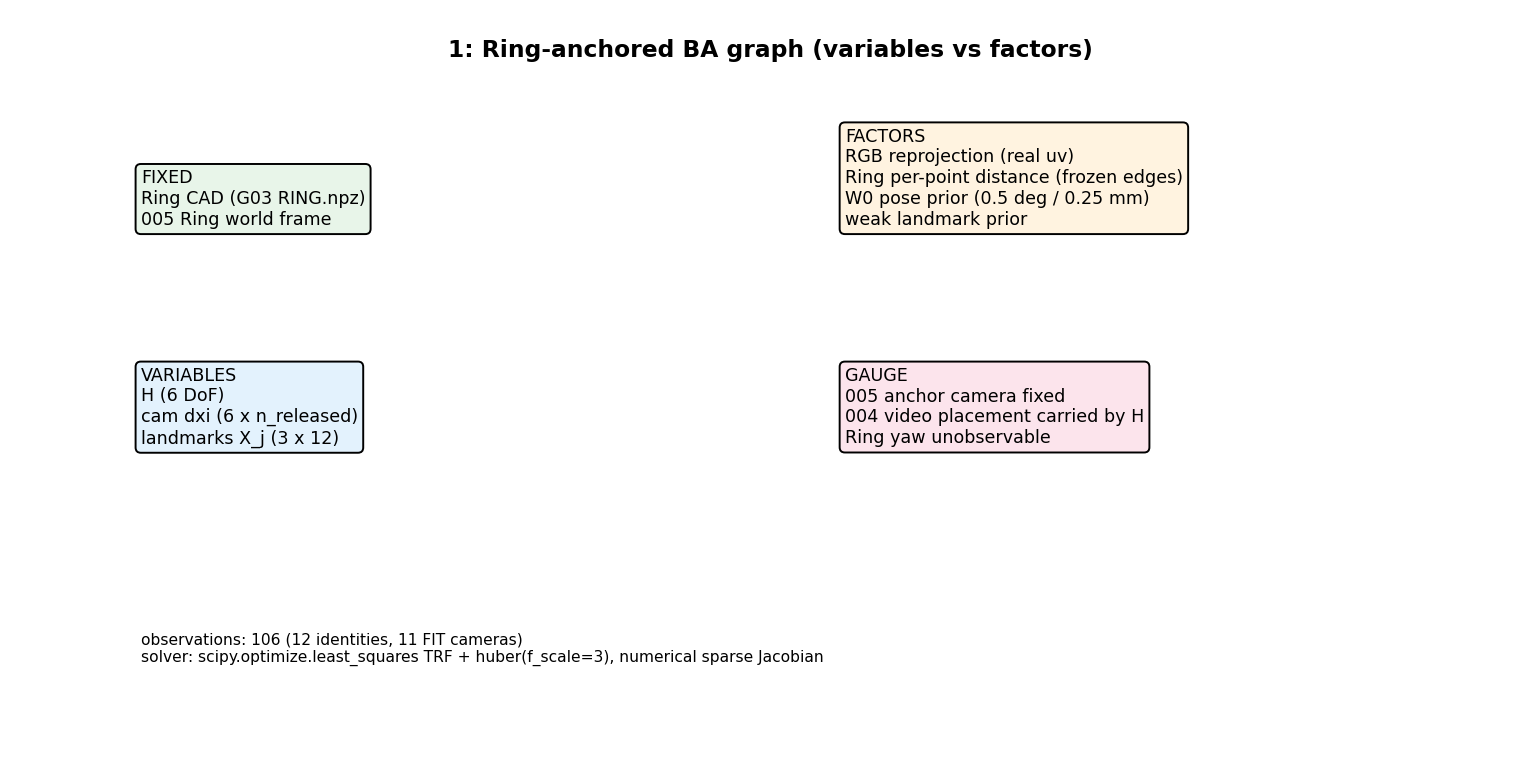 1: Ring-anchored BA graph (variables vs factors)
FIXED
Ring CAD (G03 RING.npz)
005 Ring world frame
FACTORS
RGB reprojection (real uv)
Ring per-point distance (frozen edges)
W0 pose prior (0.5 deg / 0.25 mm)
weak landmark prior
VARIABLES
H (6 DoF)
cam dxi (6 x n_released)
landmarks X_j (3 x 12)
GAUGE
005 anchor camera fixed
004 video placement carried by H
Ring yaw unobservable
observations: 106 (12 identities, 11 FIT cameras)
solver: scipy.optimize.least_squares TRF + huber(f_scale=3), numerical sparse Jacobian